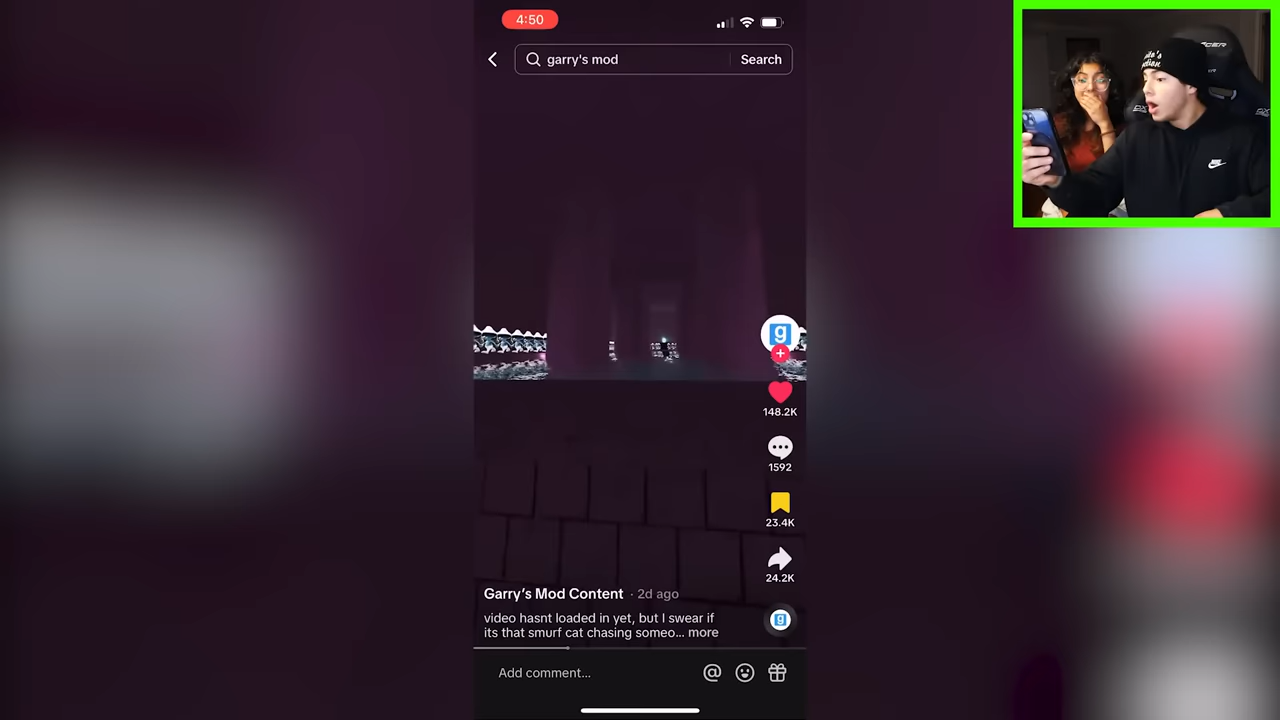 4:50
garry's mod
Search
g
148.2K
1592
23.4K
24.2K
Garry's Mod Content · 2d ago
video hasnt loaded in yet, but I swear if
its that smurf cat chasing someo... more
g
Add comment...
@